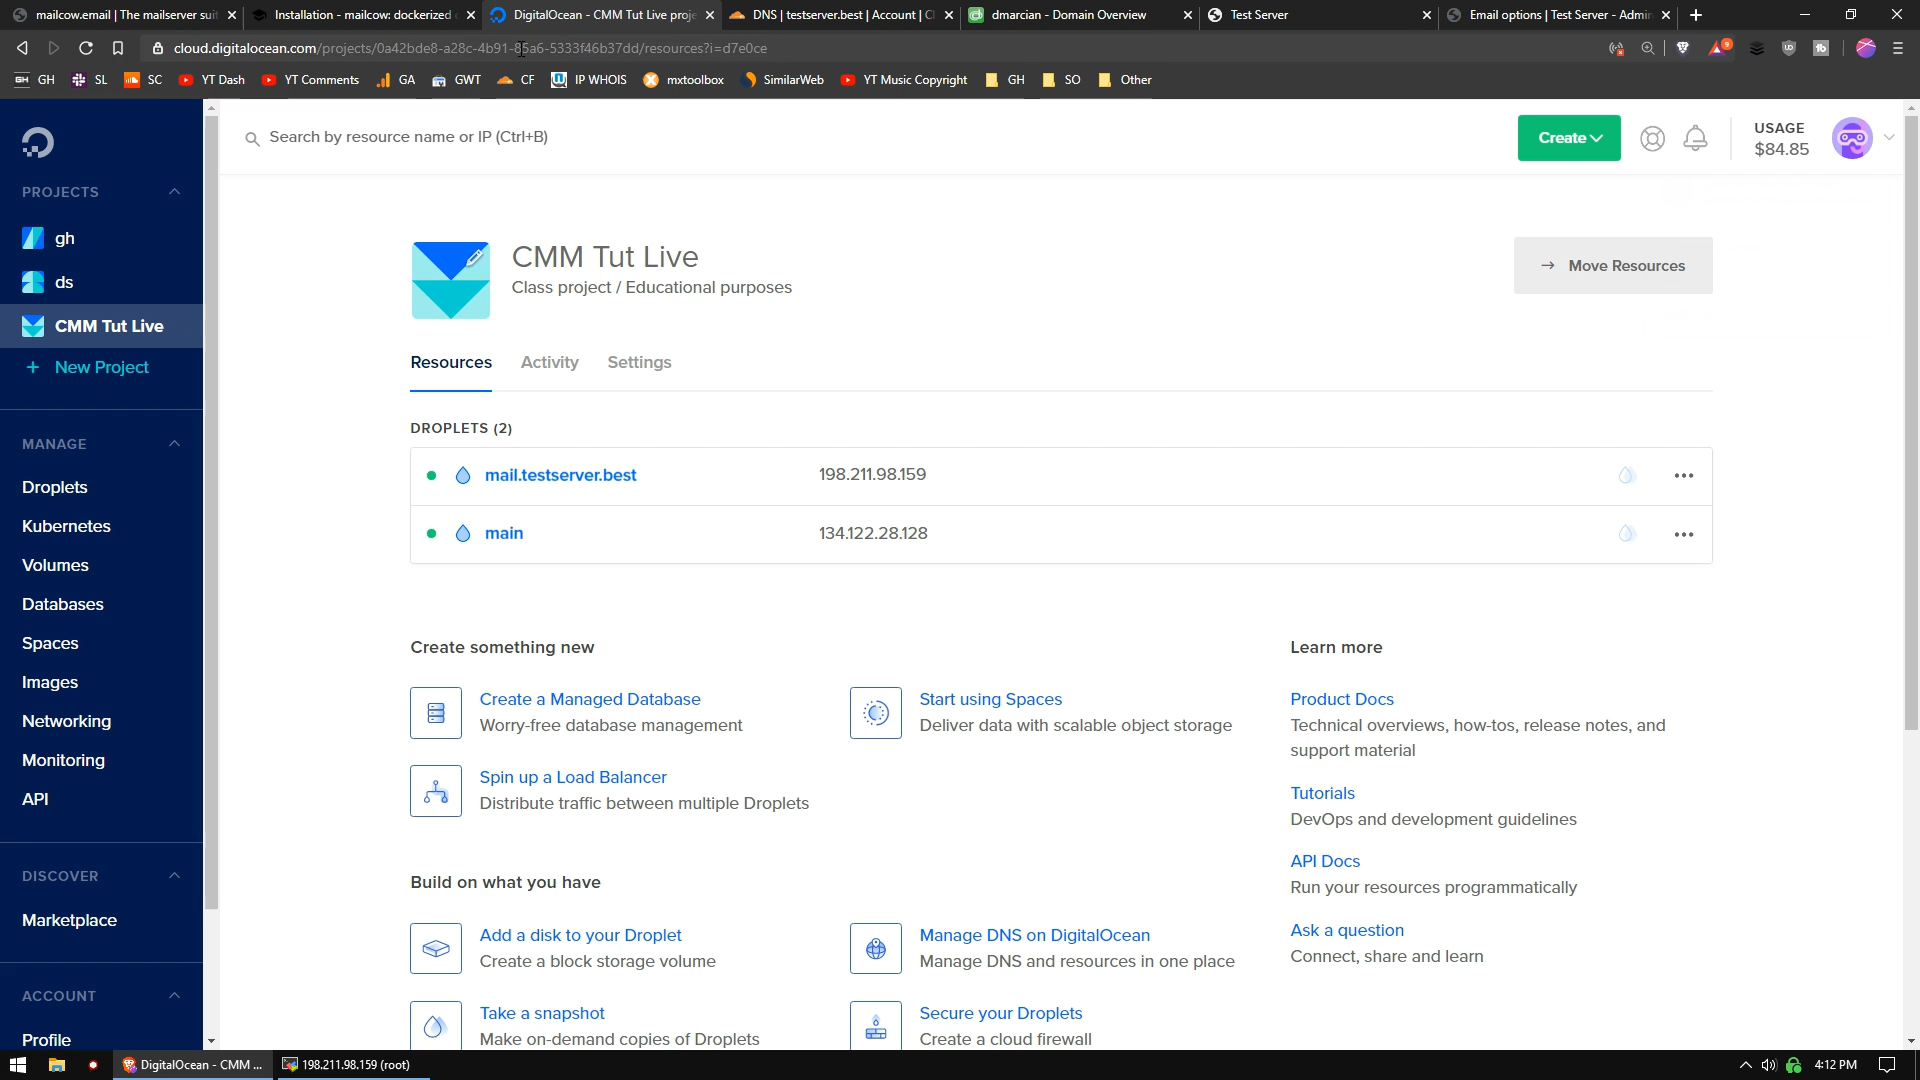 mailcow.email | The mailserver sui
Installation - mailcow: dockerized
DigitalOcean - CMM Tut Live proje
DNS | testserver.best | Account | C
dmarcian - Domain Overview
Test Server
Email options | Test Server - Admin
cloud.digitalocean.com/projects/0a42bde8-a28c-4b91-85a6-5333f46b37dd/resources?i=d7e0ce
9
GH
SL
SC
YT Dash
YT Comments
GA
GWT
CF
IP WHOIS
mxtoolbox
SimilarWeb
YT Music Copyright
GH
SO
Other
Search by resource name or IP (Ctrl+B)
Create
USAGE
$84.85
PROJECTS
gh
ds
CMM Tut Live
+ New Project
MANAGE
Droplets
Kubernetes
Volumes
Databases
Spaces
Images
Networking
Monitoring
API
DISCOVER
Marketplace
ACCOUNT
Profile
CMM Tut Live
Class project / Educational purposes
→ Move Resources
Resources
Activity
Settings
DROPLETS (2)
mail.testserver.best
198.211.98.159
main
134.122.28.128
Create something new
Create a Managed Database
Worry-free database management
Start using Spaces
Deliver data with scalable object storage
Spin up a Load Balancer
Distribute traffic between multiple Droplets
Learn more
Product Docs
Technical overviews, how-tos, release notes, and
support material
Tutorials
DevOps and development guidelines
API Docs
Run your resources programmatically
Ask a question
Connect, share and learn
Build on what you have
Add a disk to your Droplet
Create a block storage volume
Manage DNS on DigitalOcean
Manage DNS and resources in one place
Take a snapshot
Make on-demand copies of Droplets
Secure your Droplets
Create a cloud firewall
DigitalOcean - CMM ...
198.211.98.159 (root)
4:12 PM